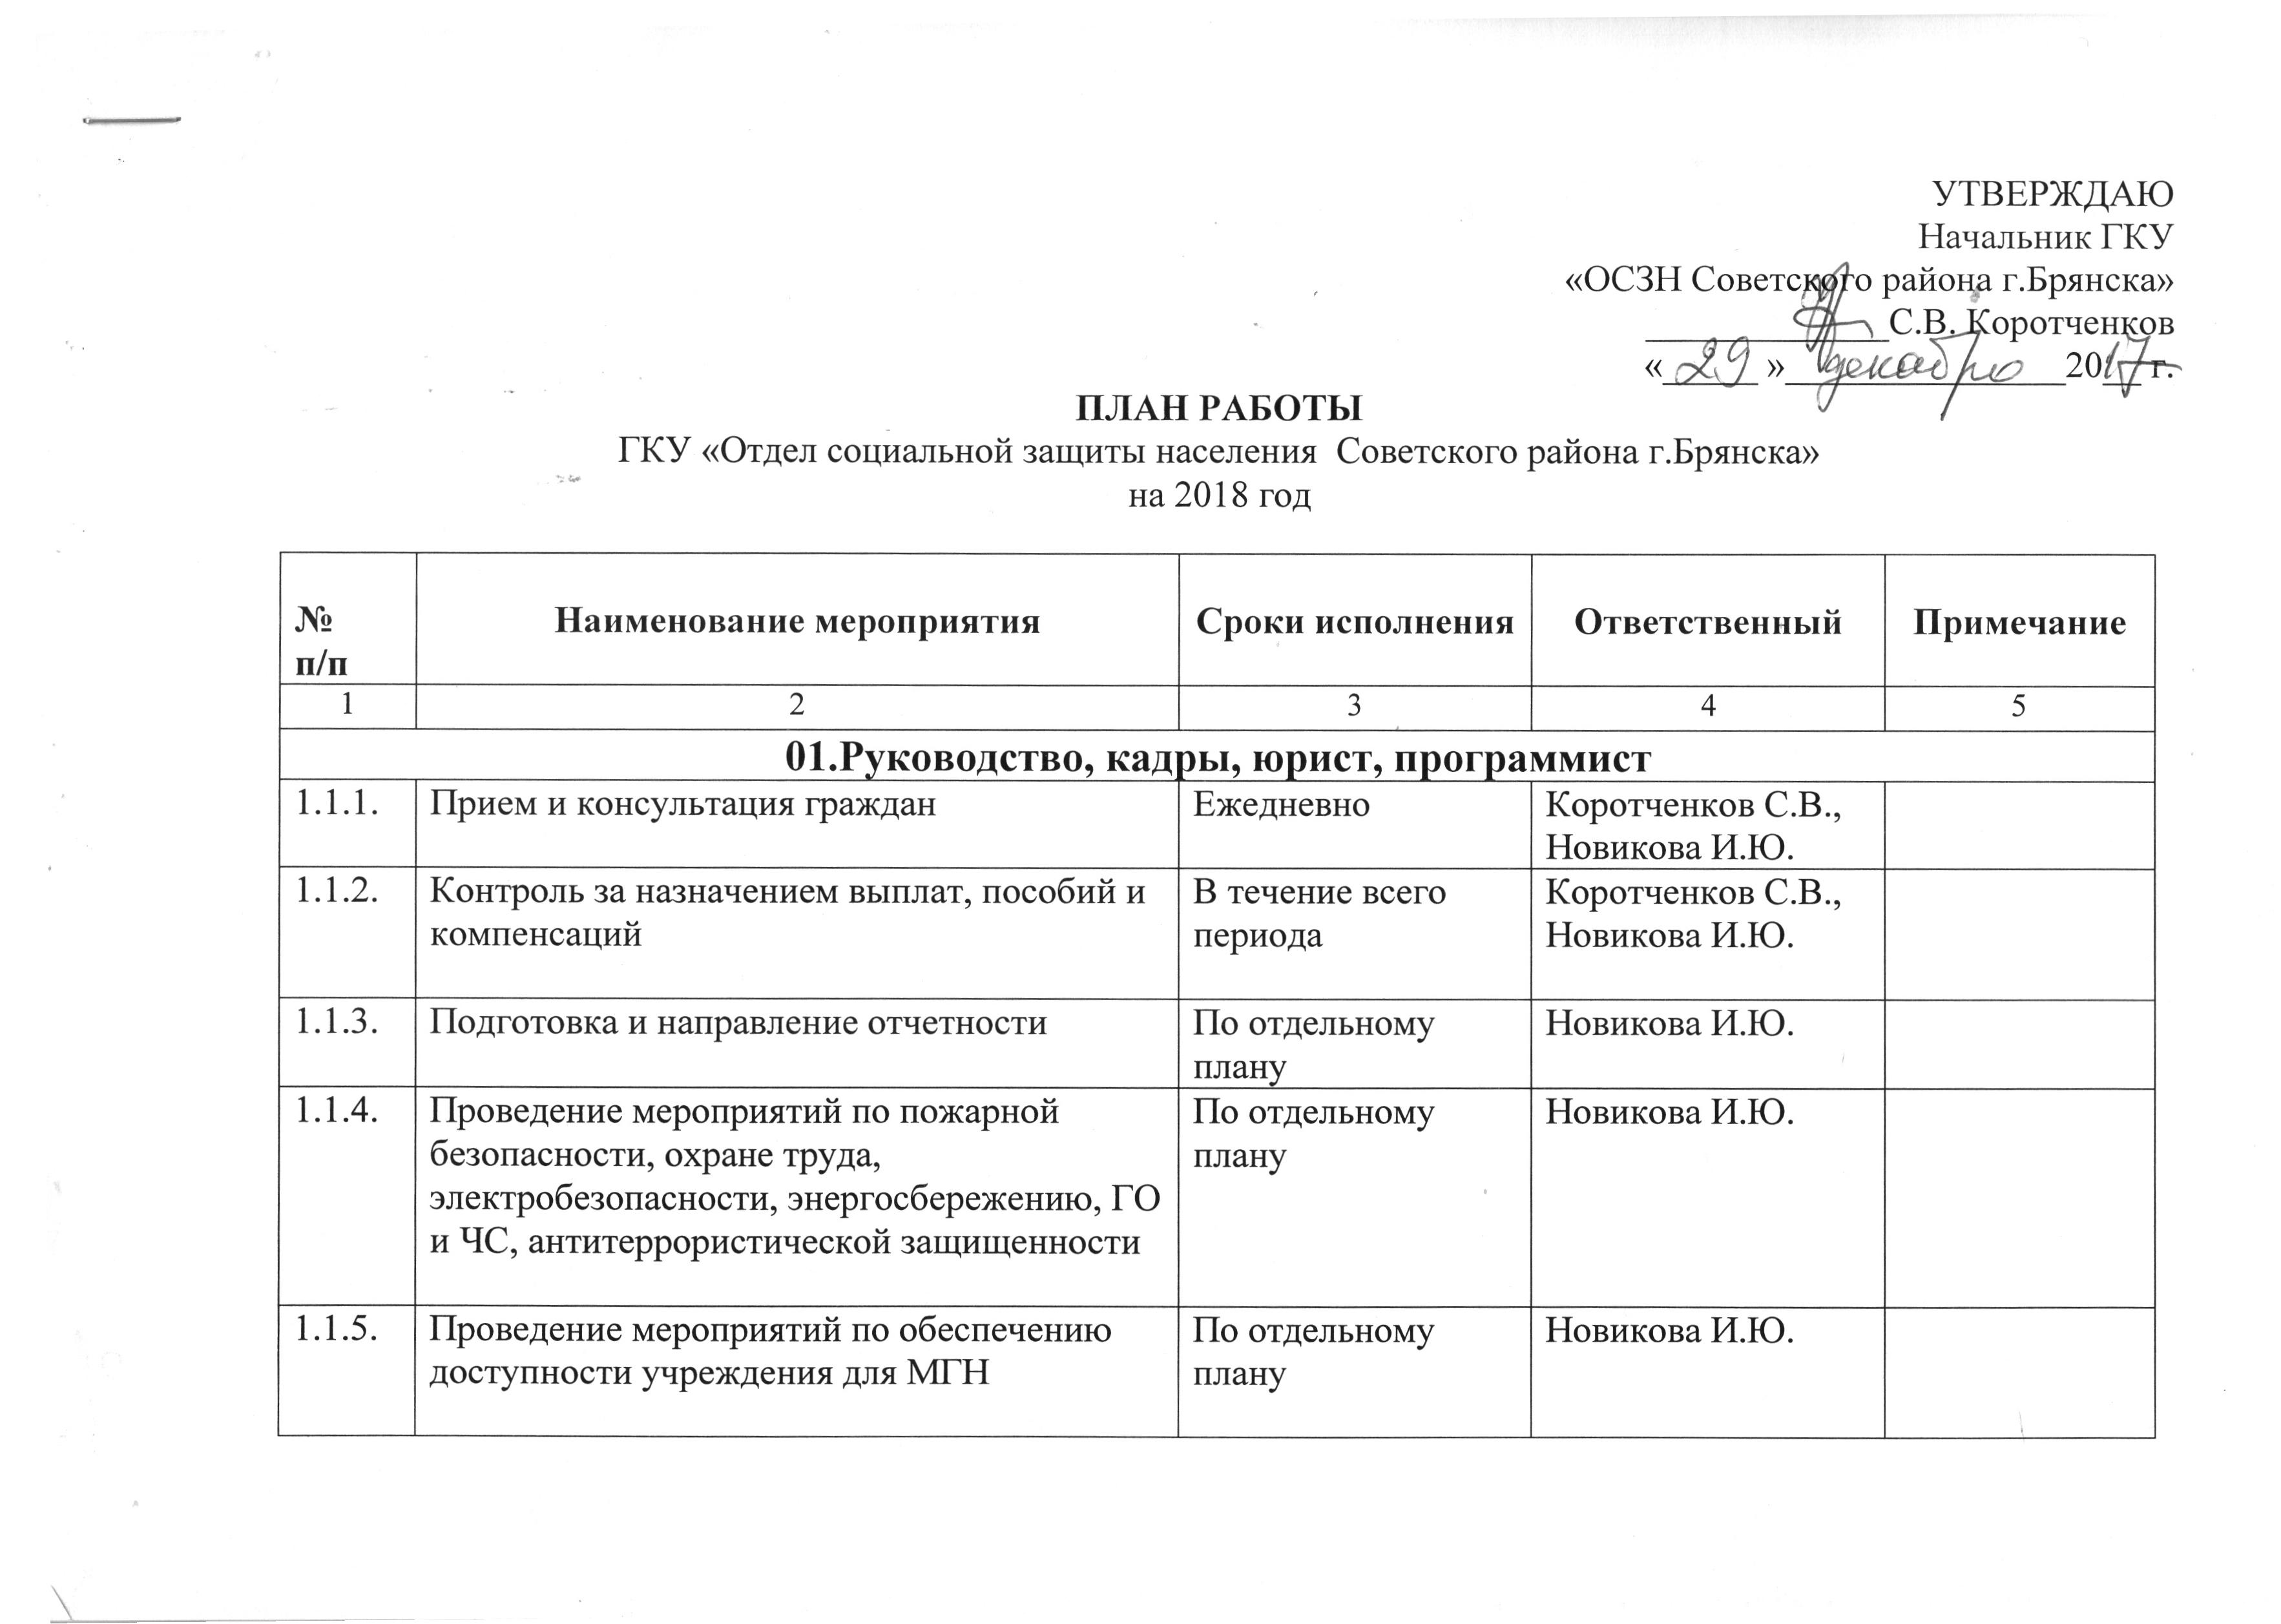 УТВЕРЖДАЮ
Начальник ГКУ
«ОСЗН Советского района г.Брянска»
С.В. Коротченков
« 29 » декабря 2017 г.
ПЛАН РАБОТЫ
ГКУ «Отдел социальной защиты населения Советского района г.Брянска»
на 2018 год
№
п/п
Наименование мероприятия
Сроки исполнения
Ответственный
Примечание
1 2 3 4 5
01.Руководство, кадры, юрист, программист
1.1.1.
Прием и консультация граждан
Ежедневно
Коротченков С.В.,
Новикова И.Ю.
1.1.2.
Контроль за назначением выплат, пособий и
компенсаций
В течение всего
периода
Коротченков С.В.,
Новикова И.Ю.
1.1.3.
Подготовка и направление отчетности
По отдельному
плану
Новикова И.Ю.
1.1.4.
Проведение мероприятий по пожарной
безопасности, охране труда,
электробезопасности, энергосбережению, ГО
и ЧС, антитеррористической защищенности
По отдельному
плану
Новикова И.Ю.
1.1.5.
Проведение мероприятий по обеспечению
доступности учреждения для МГН
По отдельному
плану
Новикова И.Ю.